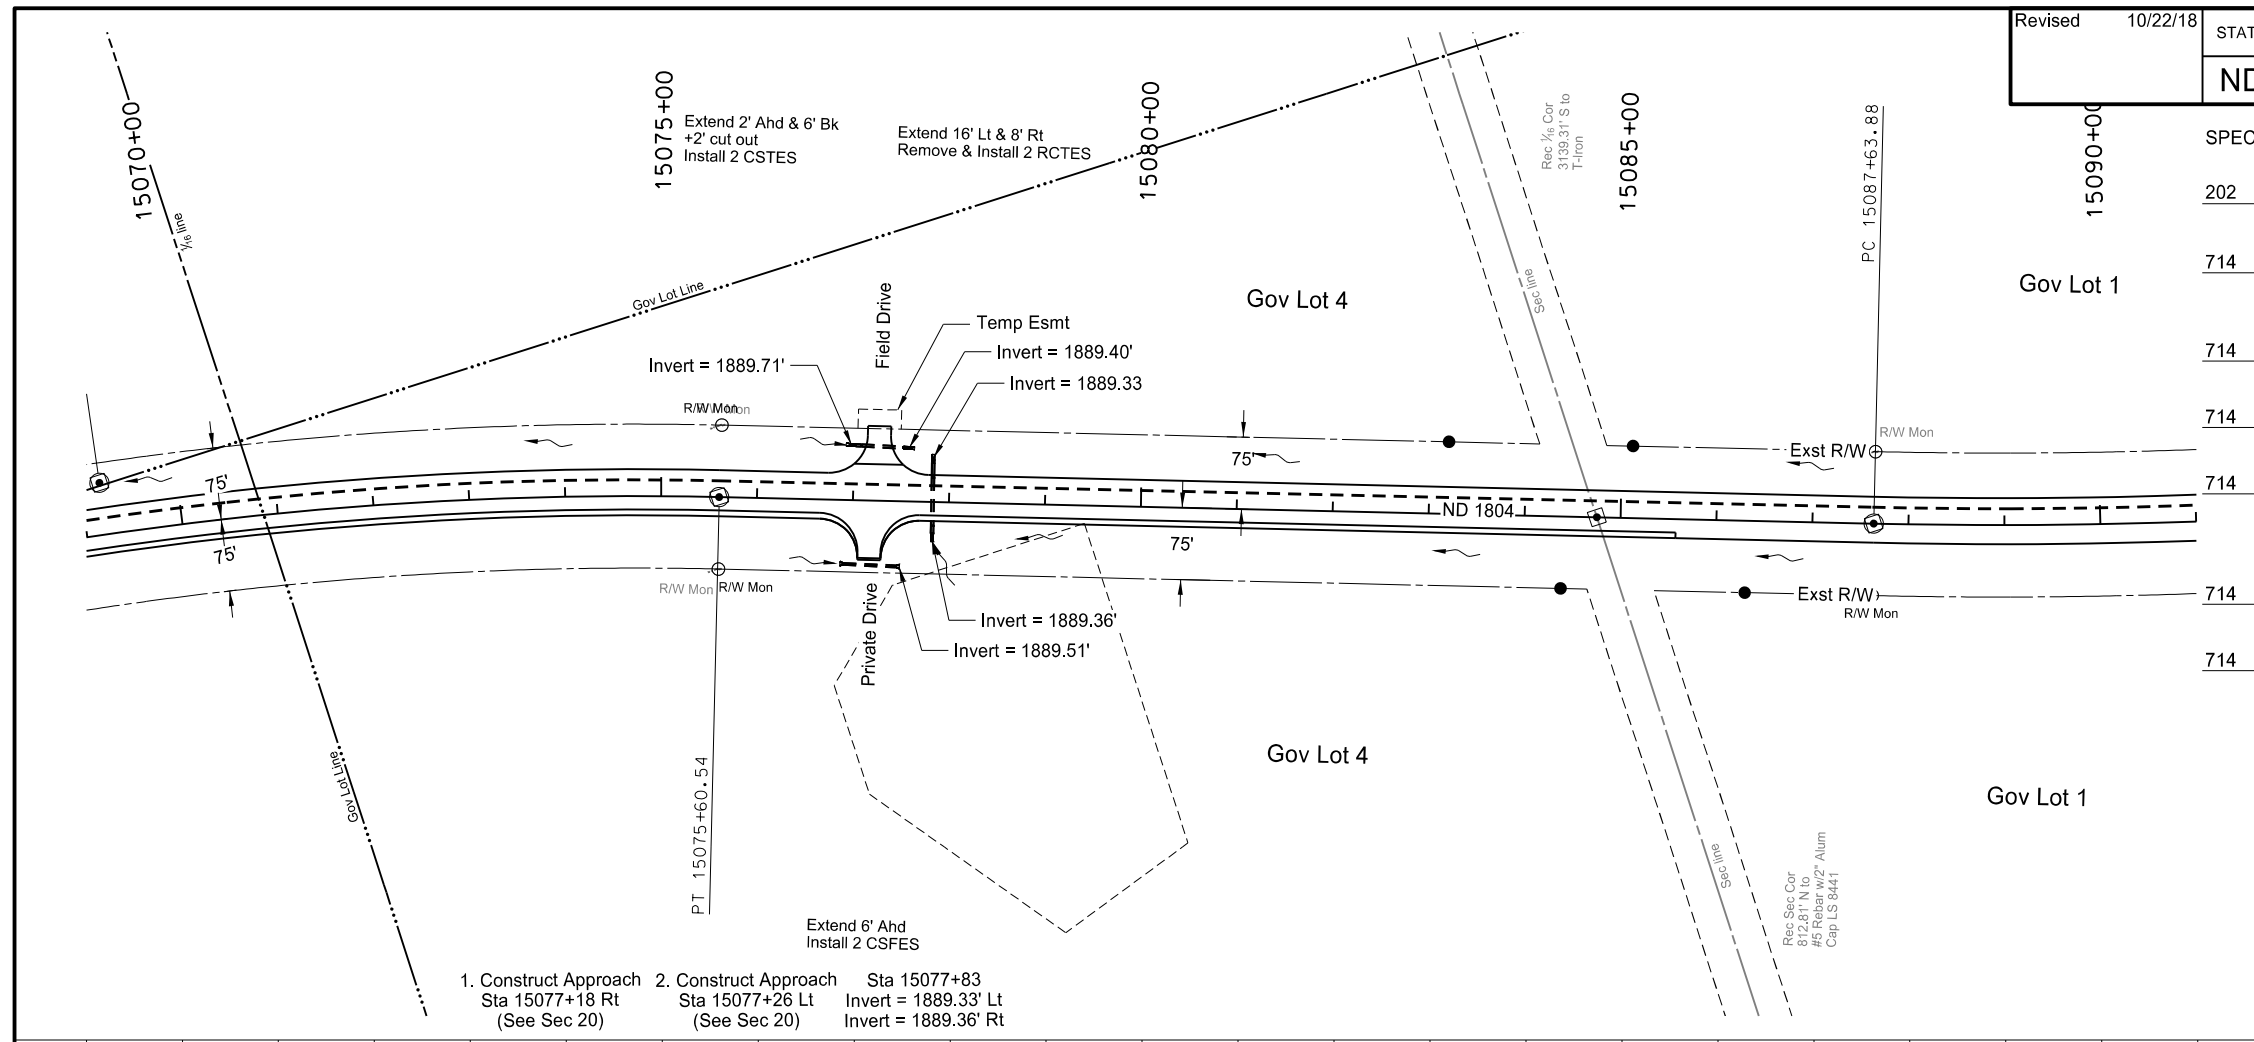 Revised 10/22/18
STAT
ND
SPEC
202
714
714
714
714
714
714
15070+00
15075+00
15080+00
15085+00
15090+00
Extend 2' Ahd & 6' Bk
+2' cut out
Install 2 CSTES
Extend 16' Lt & 8' Rt
Remove & Install 2 RCTES
Rec 1/16 Cor
3139.31' S to
T-Iron
PC 15087+63.88
1/16 line
Gov Lot Line
Field Drive
Gov Lot 4
Sec line
Gov Lot 1
Temp Esmt
Invert = 1889.40'
Invert = 1889.71'
Invert = 1889.33
R/W Mon
R/W Mon
R/W Mon
Exst R/W
75'
75'
75'
75'
ND 1804
R/W Mon
R/W Mon
Exst R/W
R/W Mon
Private Drive
Invert = 1889.36'
Invert = 1889.51'
Gov Lot Line
PT 15075+60.54
Gov Lot 4
Gov Lot 1
Sec line
Rec Sec Cor
812.81' N to
#5 Rebar w/2" Alum
Cap LS 8441
Extend 6' Ahd
Install 2 CSFES
1. Construct Approach
Sta 15077+18 Rt
(See Sec 20)
2. Construct Approach
Sta 15077+26 Lt
(See Sec 20)
Sta 15077+83
Invert = 1889.33' Lt
Invert = 1889.36' Rt